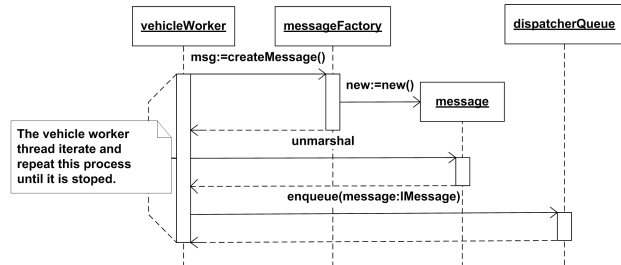 vehicleWorker
messageFactory
dispatcherQueue
msg:=createMessage()
new:=new()
message
unmarshal
The vehicle worker
thread iterate and
repeat this process
until it is stoped.
enqueue(message:IMessage)